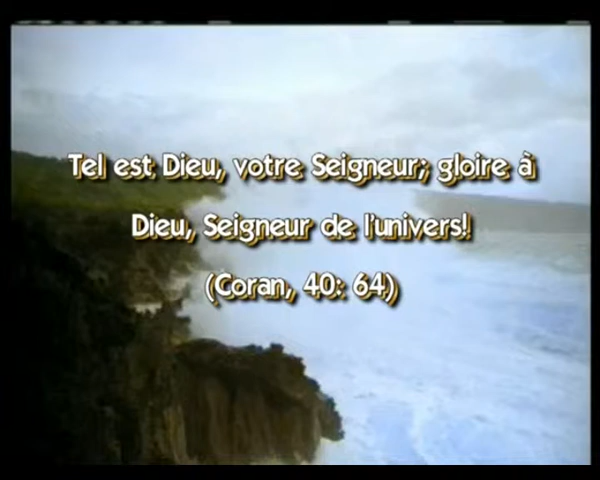 Tel est Dieu, votre Seigneur; gloire à
Dieu, Seigneur de l'univers!
(Coran, 40: 64)